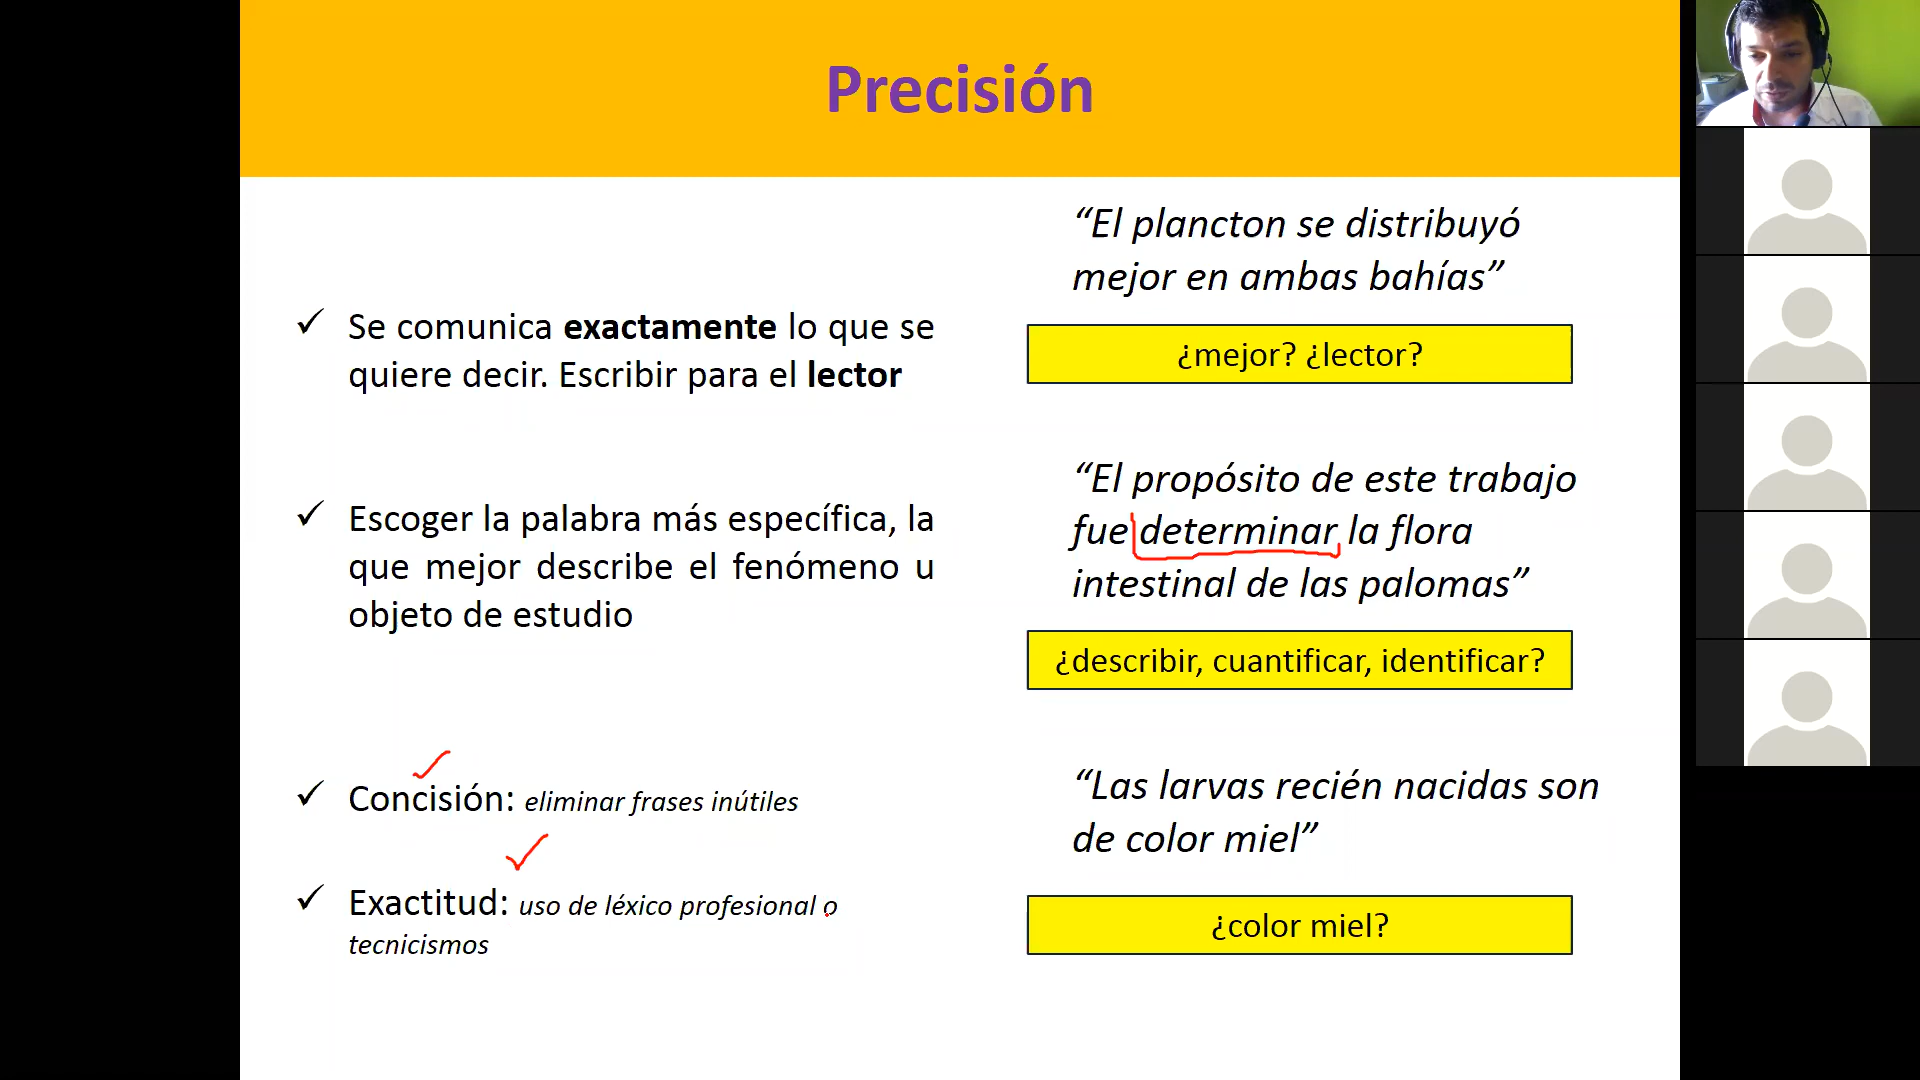 Precisión
Se comunica exactamente lo que se
quiere decir. Escribir para el lector
Escoger la palabra más específica, la
que mejor describe el fenómeno u
objeto de estudio
Concisión: eliminar frases inútiles
Exactitud: uso de léxico profesional o
tecnicismos
“El plancton se distribuyó
mejor en ambas bahías”
¿mejor? ¿lector?
“El propósito de este trabajo
fue determinar la flora
intestinal de las palomas”
¿describir, cuantificar, identificar?
“Las larvas recién nacidas son
de color miel”
¿color miel?